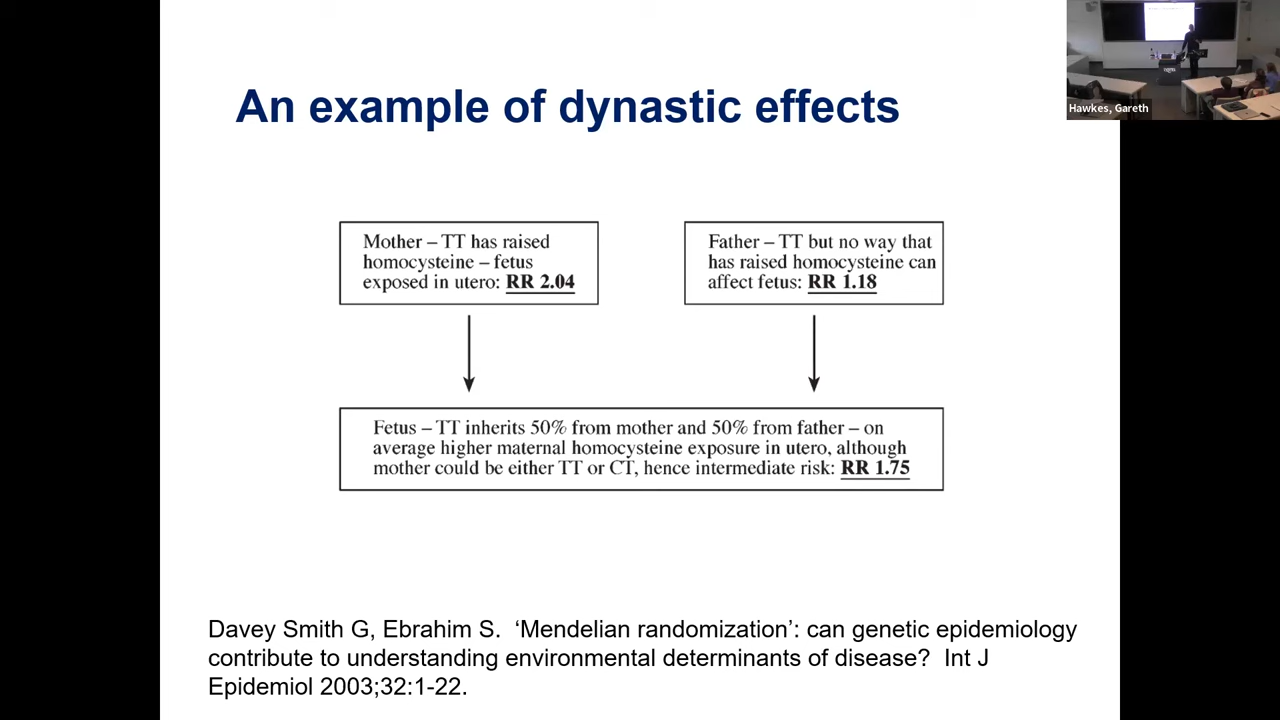 An example of dynastic effects
Hawkes, Gareth
Mother – TT has raised
homocysteine – fetus
exposed in utero: RR 2.04
Father – TT but no way that
has raised homocysteine can
affect fetus: RR 1.18
Fetus – TT inherits 50% from mother and 50% from father – on
average higher maternal homocysteine exposure in utero, although
mother could be either TT or CT, hence intermediate risk: RR 1.75
Davey Smith G, Ebrahim S.  ‘Mendelian randomization’: can genetic epidemiology
contribute to understanding environmental determinants of disease?  Int J
Epidemiol 2003;32:1-22.